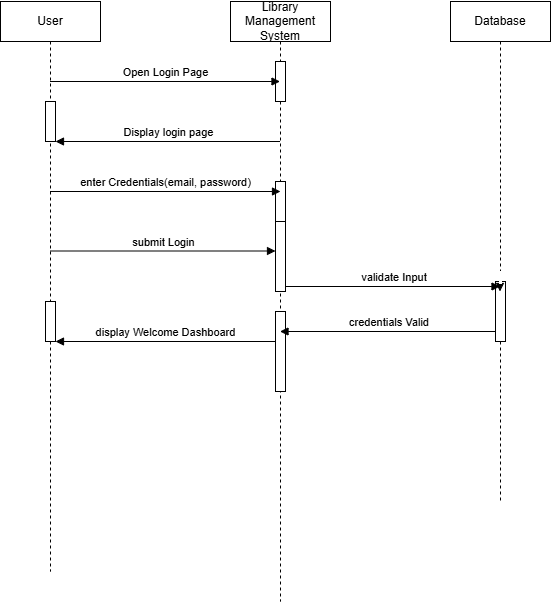 User
Library
Management
System
Database
Open Login Page
Display login page
enter Credentials(email, password)
submit Login
validate Input
credentials Valid
display Welcome Dashboard